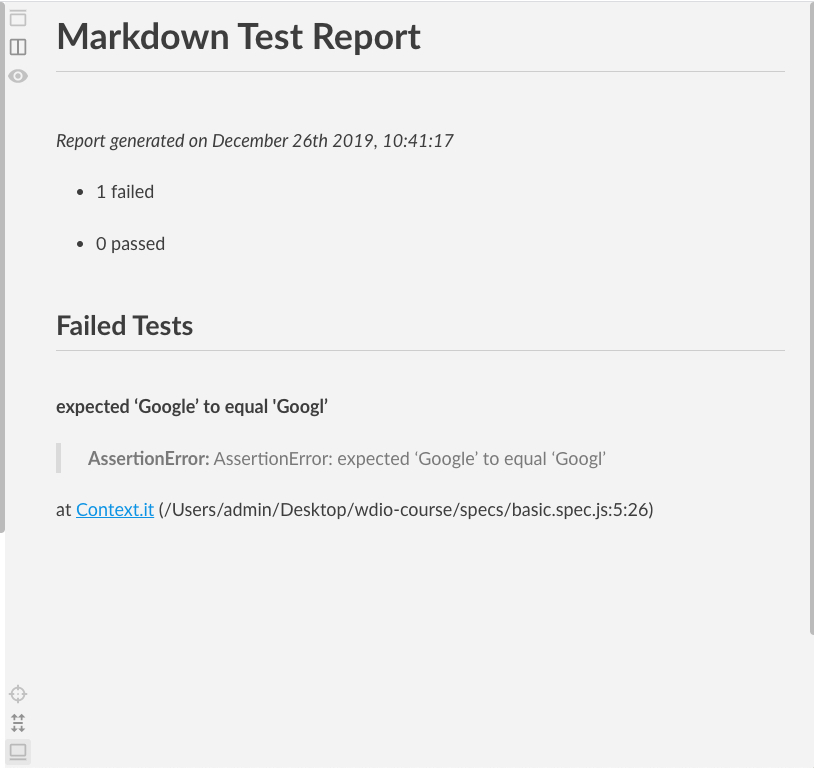 Markdown Test Report
Report generated on December 26th 2019, 10:41:17
• 1 failed
• 0 passed
Failed Tests
expected ‘Google’ to equal 'Googl’
AssertionError: AssertionError: expected ‘Google’ to equal ‘Googl’
at Context.it (/Users/admin/Desktop/wdio-course/specs/basic.spec.js:5:26)